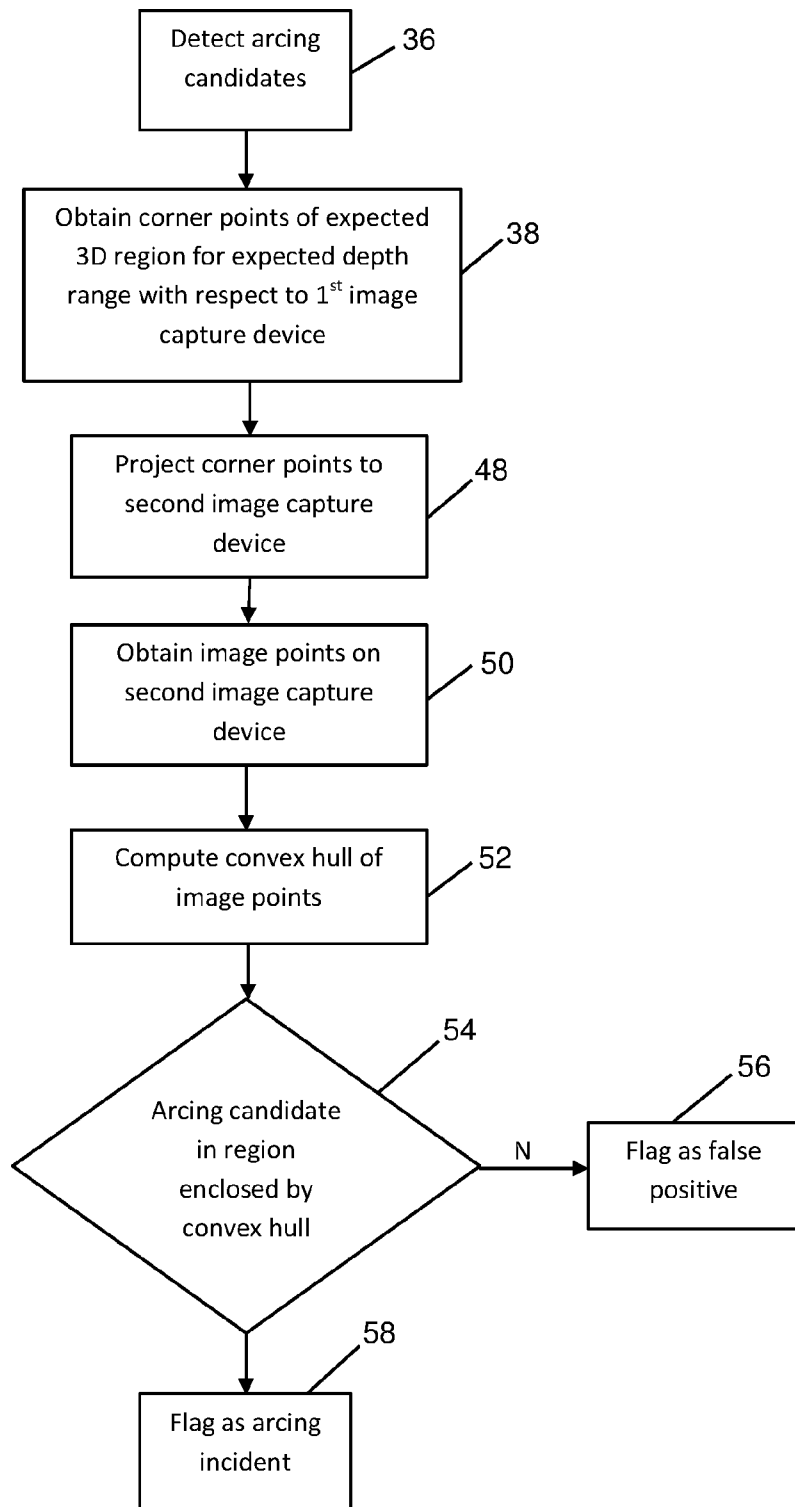 Detect arcing
candidates
36
Obtain corner points of expected
3D region for expected depth
range with respect to 1st image
capture device
38
Project corner points to
second image capture
device
48
Obtain image points on
second image capture
device
50
Compute convex hull of
image points
52
54
Arcing candidate
in region
enclosed by
convex hull
N
56
Flag as false
positive
58
Flag as arcing
incident